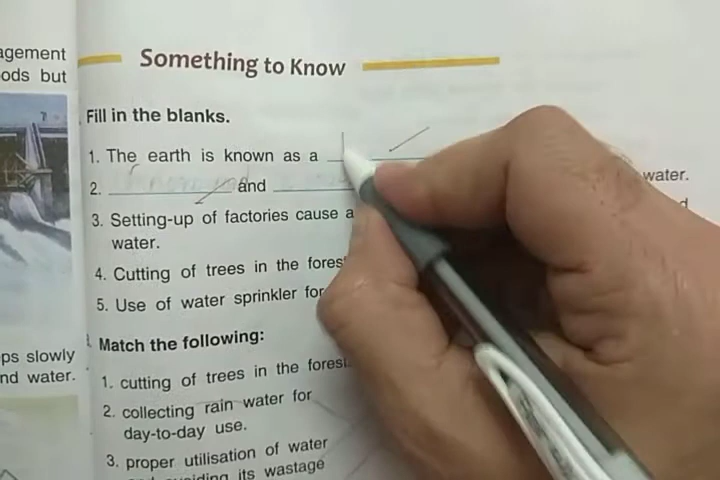 agement
ods but
Something to Know
Fill in the blanks.
1. The earth is known as a
2. and
water.
3. Setting-up of factories cause a
water.
4. Cutting of trees in the fores
5. Use of water sprinkler for
Match the following:
ps slowly
nd water.
1. cutting of trees in the forest
2. collecting rain water for
day-to-day use.
3. proper utilisation of water
its wastage